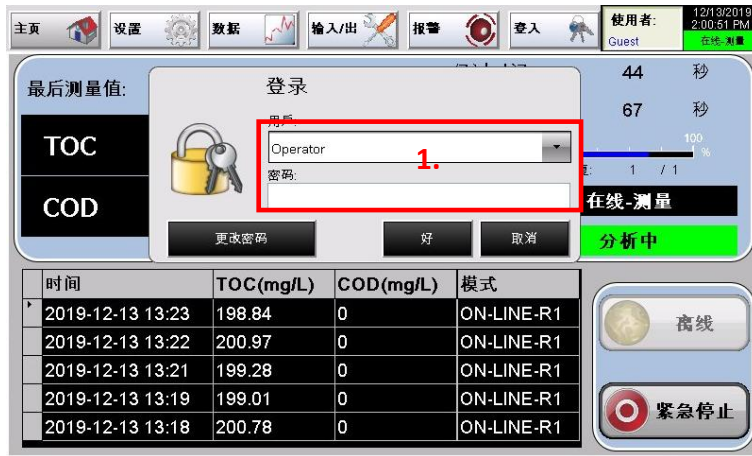 主页 设置 数据 输入/出 报警 登入 使用者: 12/13/2019
Guest 2:00:51 PM
在线-测量
最后测量值: 44 秒
登录
67 秒
用戶:
TOC Operator 1. 100
%
密码: 1 / 1
COD 在线-测量
更改密码 好 取消 分析中
时间 TOC(mg/L) COD(mg/L) 模式
2019-12-13 13:23 198.84 0 ON-LINE-R1
2019-12-13 13:22 200.97 0 ON-LINE-R1
2019-12-13 13:21 199.28 0 ON-LINE-R1
2019-12-13 13:19 199.01 0 ON-LINE-R1
2019-12-13 13:18 200.78 0 ON-LINE-R1
离线
紧急停止